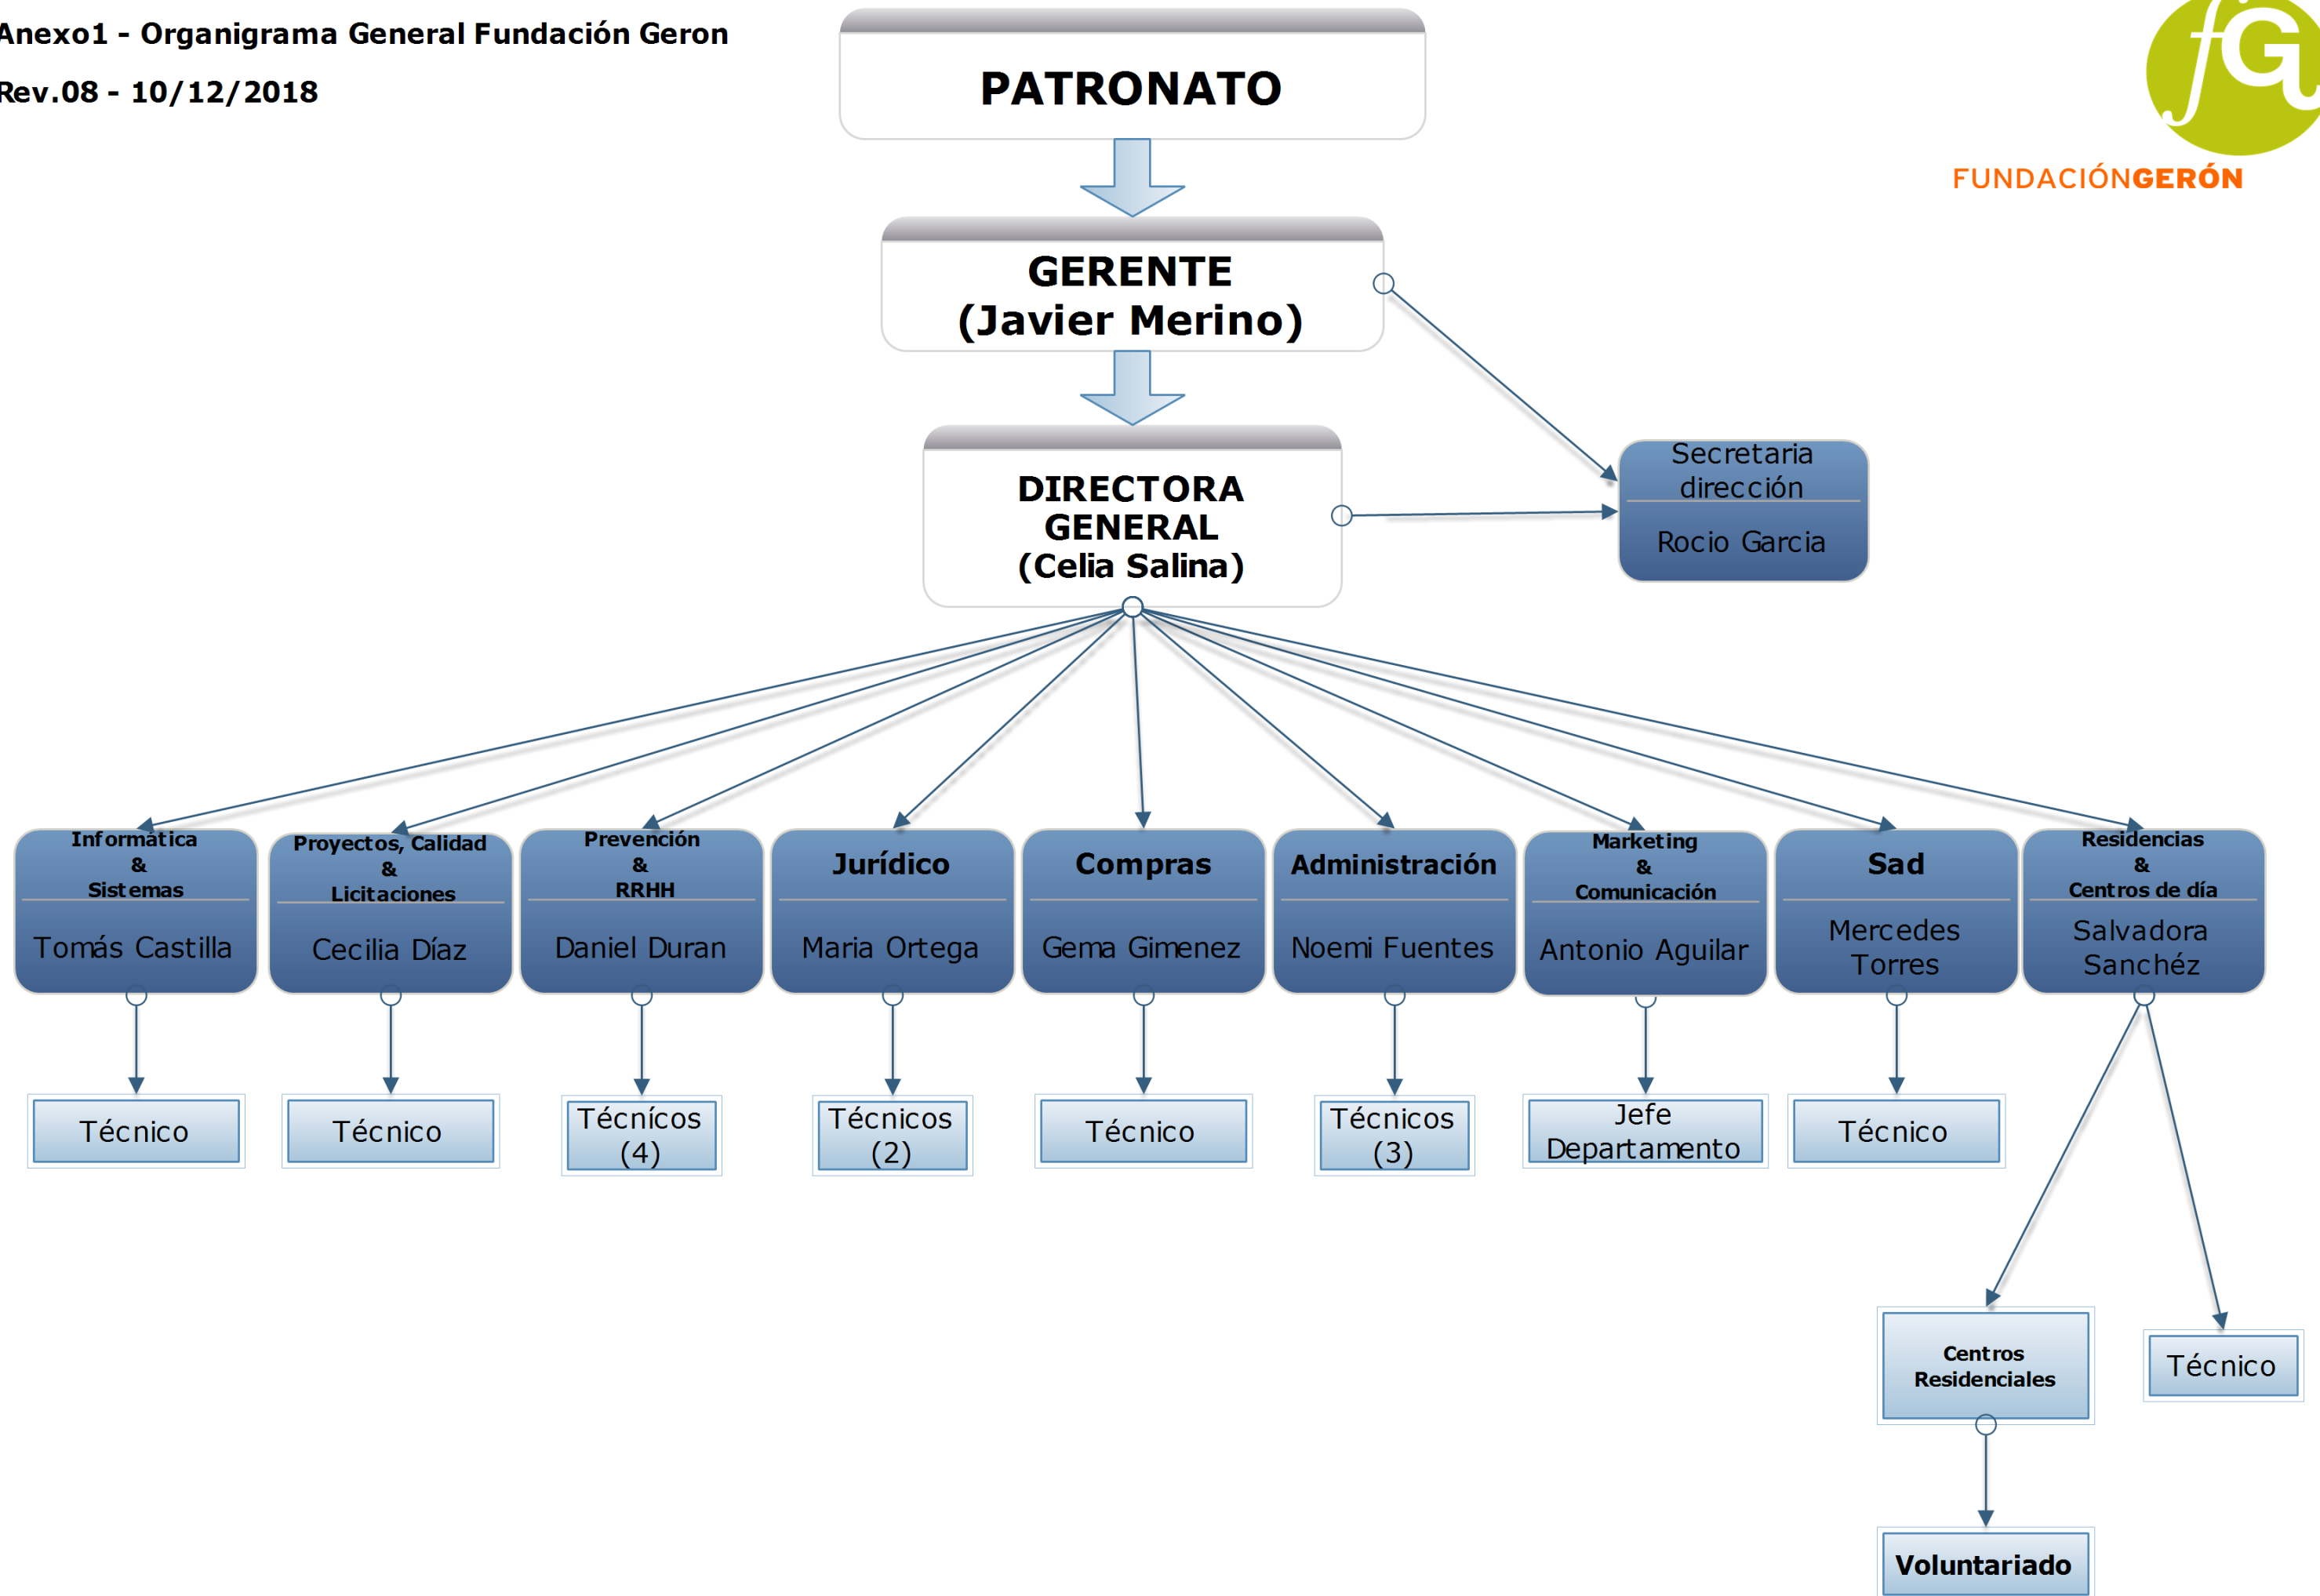 Anexo1 - Organigrama General Fundación Geron
Rev.08 - 10/12/2018
fG
FUNDACIÓNGERÓN
PATRONATO
GERENTE
(Javier Merino)
DIRECTORA
GENERAL
(Celia Salina)
Secretaria
dirección
Rocio Garcia
Informática
&
Sistemas
Tomás Castilla
Proyectos, Calidad
&
Licitaciones
Cecilia Díaz
Prevención
&
RRHH
Daniel Duran
Jurídico
Maria Ortega
Compras
Gema Gimenez
Administración
Noemi Fuentes
Marketing
&
Comunicación
Antonio Aguilar
Sad
Mercedes
Torres
Residencias
&
Centros de día
Salvadora
Sanchéz
Técnico
Técnico
Técnícos
(4)
Técnicos
(2)
Técnico
Técnicos
(3)
Jefe
Departamento
Técnico
Centros
Residenciales
Técnico
Voluntariado